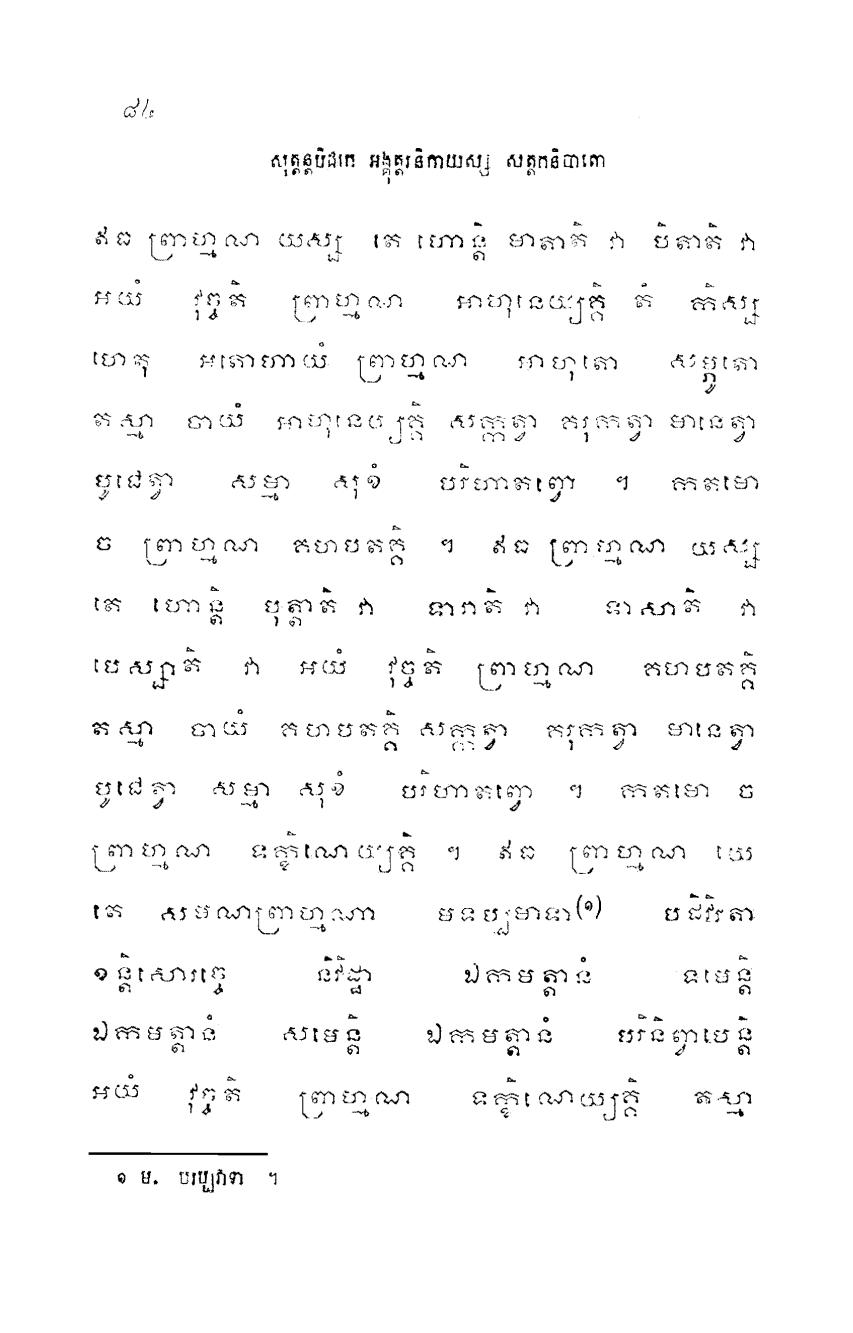 ៨៤
សុត្តន្តបិដកេ អង្គុត្តរនិកាយស្ស សត្តកនិបាតោ
ឥធ ព្រាហ្មណ យស្ស តេ ហោន្តិ មាតាតិ វា បិតាតិ វា
អយំ វុច្ចតិ ព្រាហ្មណ អាហុនេយ្យគ្គិ តំ កិស្ស
ហេតុ អតោហាយំ ព្រាហ្មណ អាហុតោ សម្ភូតោ
តស្មា បាយំ អាហុនេយ្យគ្គិ សក្កត្វា គរុកត្វា មានេត្វា
បូជេត្វា សម្មា សុខំ បរិហាតព្វោ ។ កតមោ
ច ព្រាហ្មណ គហបតគ្គិ ។ ឥធ ព្រាហ្មណ យស្ស
តេ ហោន្តិ បុត្តាតិ វា ទារាតិ វា ទាសាតិ វា
បេស្សាតិ វា អយំ វុច្ចតិ ព្រាហ្មណ គហបតគ្គិ
តស្មា បាយំ គហបតគ្គិ សក្កត្វា គរុកត្វា មានេត្វា
បូជេត្វា សម្មា សុខំ បរិហាតព្វោ ។ កតមោ ច
ព្រាហ្មណ ទក្ខិណេយ្យគ្គិ ។ ឥធ ព្រាហ្មណ យេ
តេ សមណព្រាហ្មណា មទប្បមាទា(១) បដិវិរតា
ខន្តិសោរច្ចេ និវិដ្ឋា ឯកមត្តានំ ទមេន្តិ
ឯកមត្តានំ សមេន្តិ ឯកមត្តានំ បរិនិព្វាបេន្តិ
អយំ វុច្ចតិ ព្រាហ្មណ ទក្ខិណេយ្យគ្គិ តស្មា
១ ម. បរប្បវាទា ។